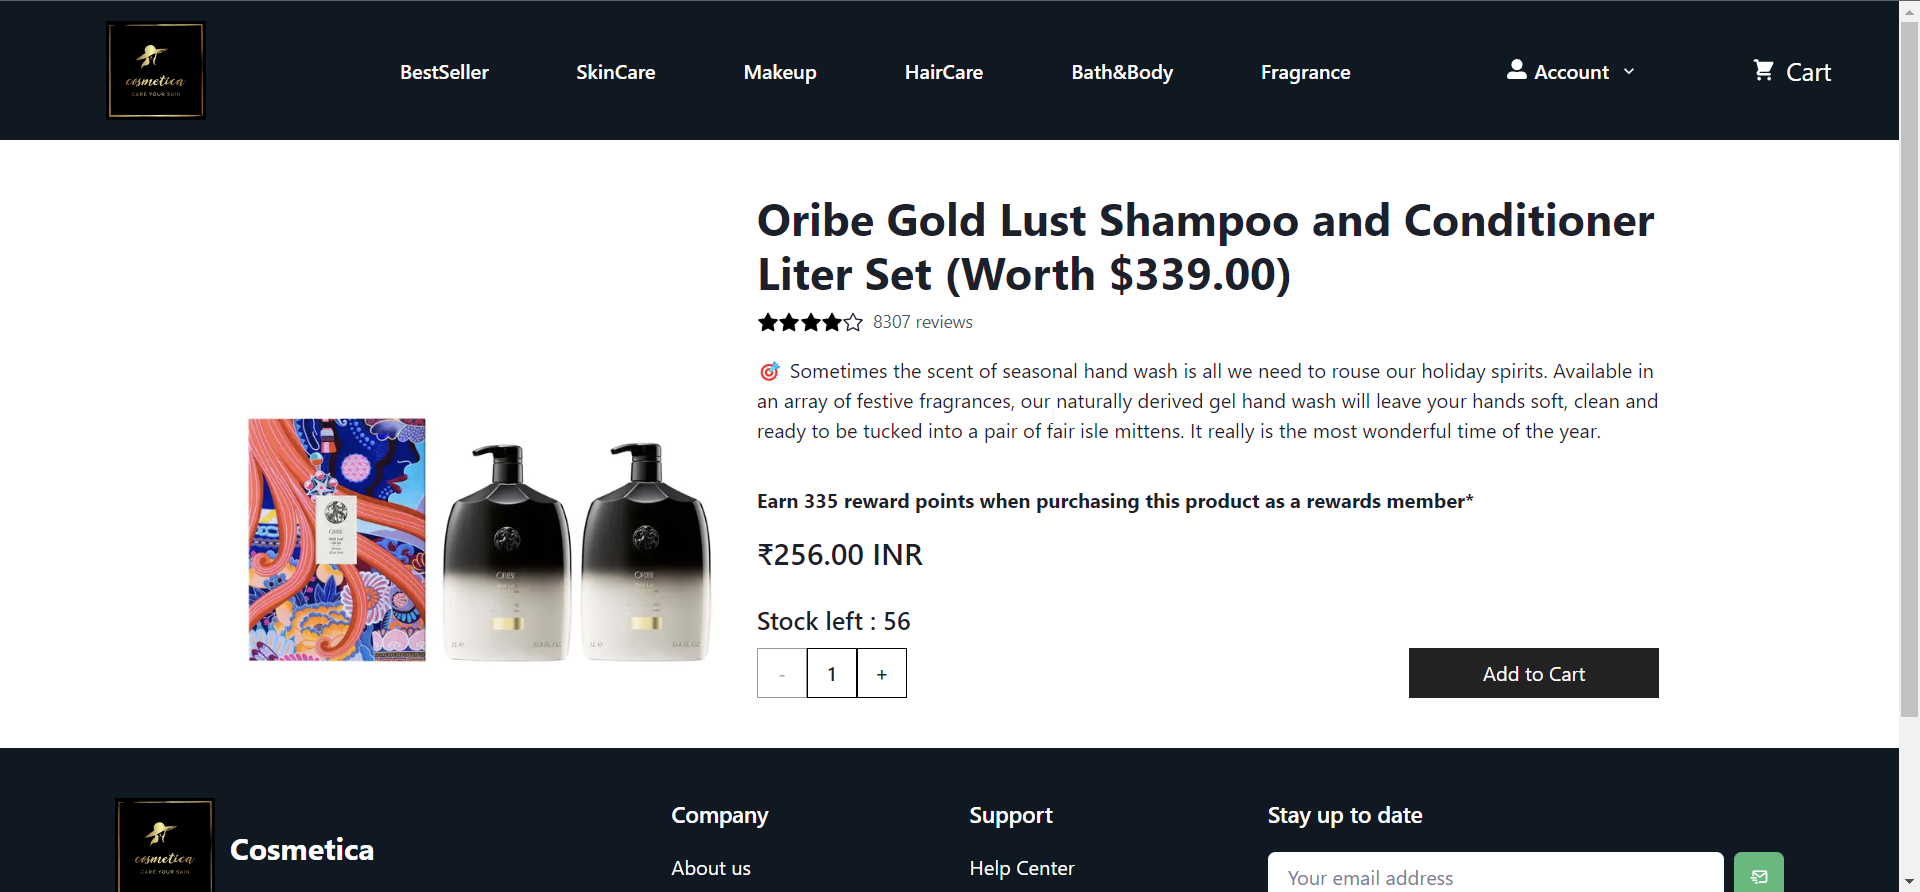 cosmetica
CARE YOUR SKIN
BestSeller
SkinCare
Makeup
HairCare
Bath&Body
Fragrance
Account
Cart
Oribe Gold Lust Shampoo and Conditioner
Liter Set (Worth $339.00)
8307 reviews
🎯 Sometimes the scent of seasonal hand wash is all we need to rouse our holiday spirits. Available in
an array of festive fragrances, our naturally derived gel hand wash will leave your hands soft, clean and
ready to be tucked into a pair of fair isle mittens. It really is the most wonderful time of the year.
Earn 335 reward points when purchasing this product as a rewards member*
₹256.00 INR
Stock left : 56
- 1 +
Add to Cart
ORIBE
ORIBE
ORIBE
cosmetica
CARE YOUR SKIN
Cosmetica
Company
About us
Support
Help Center
Stay up to date
Your email address